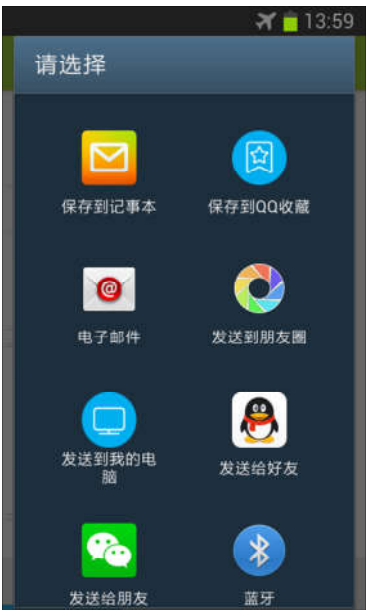 13:59
请选择
保存到记事本
保存到QQ收藏
@
电子邮件
发送到朋友圈
发送到我的电
脑
发送给好友
发送给朋友
蓝牙